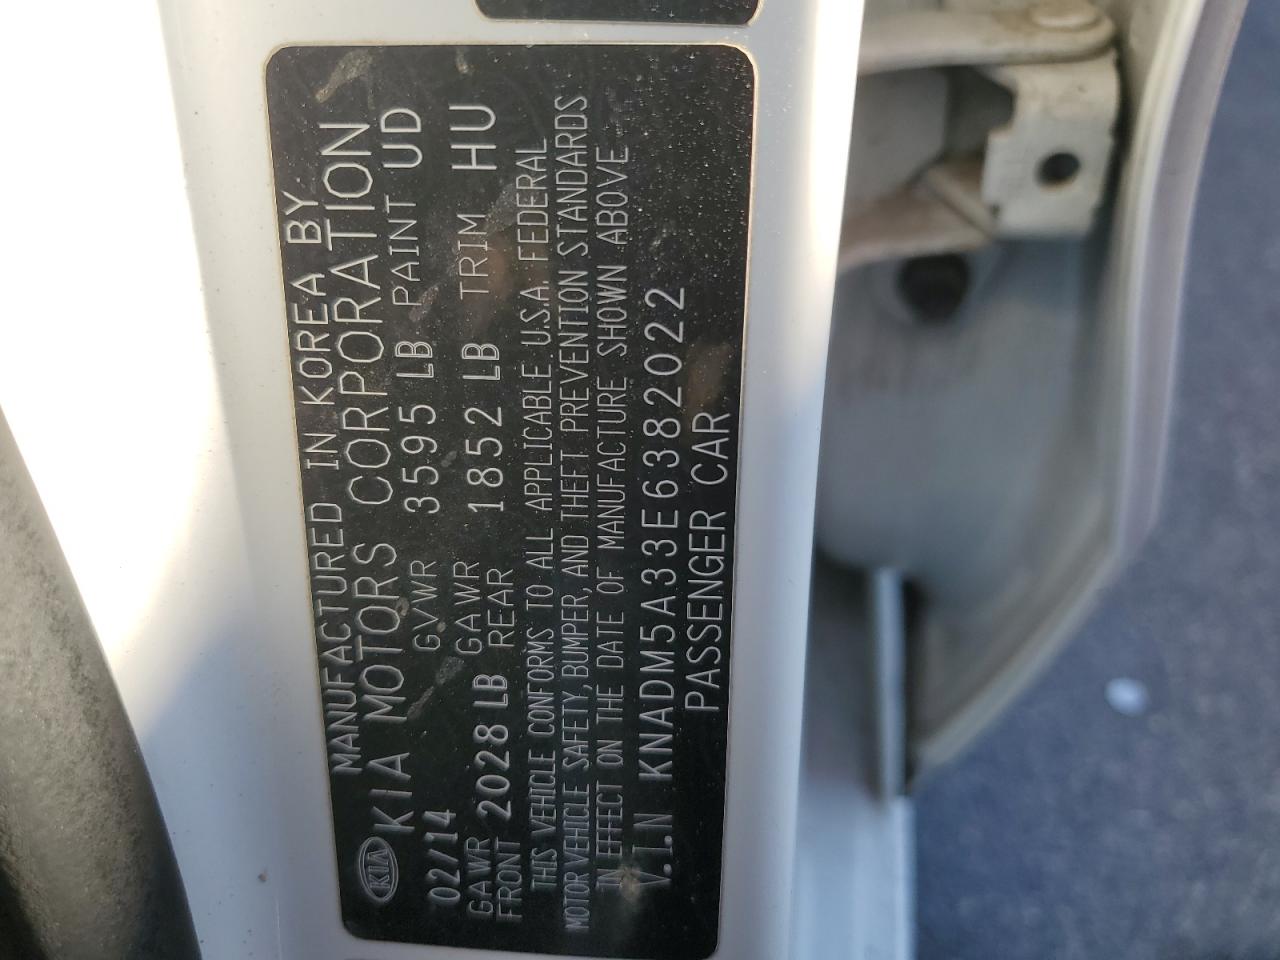 MANUFACTURED IN KOREA BY
KIA KIA MOTORS CORPORATION
02/14 GVWR 3595 LB PAINT UD
GAWR FRONT 2028 LB GAWR REAR 1852 LB TRIM HU
THIS VEHICLE CONFORMS TO ALL APPLICABLE U.S.A. FEDERAL
MOTOR VEHICLE SAFETY, BUMPER, AND THEFT PREVENTION STANDARDS
IN EFFECT ON THE DATE OF MANUFACTURE SHOWN ABOVE
V.I.N KNADM5A33E6382022
PASSENGER CAR